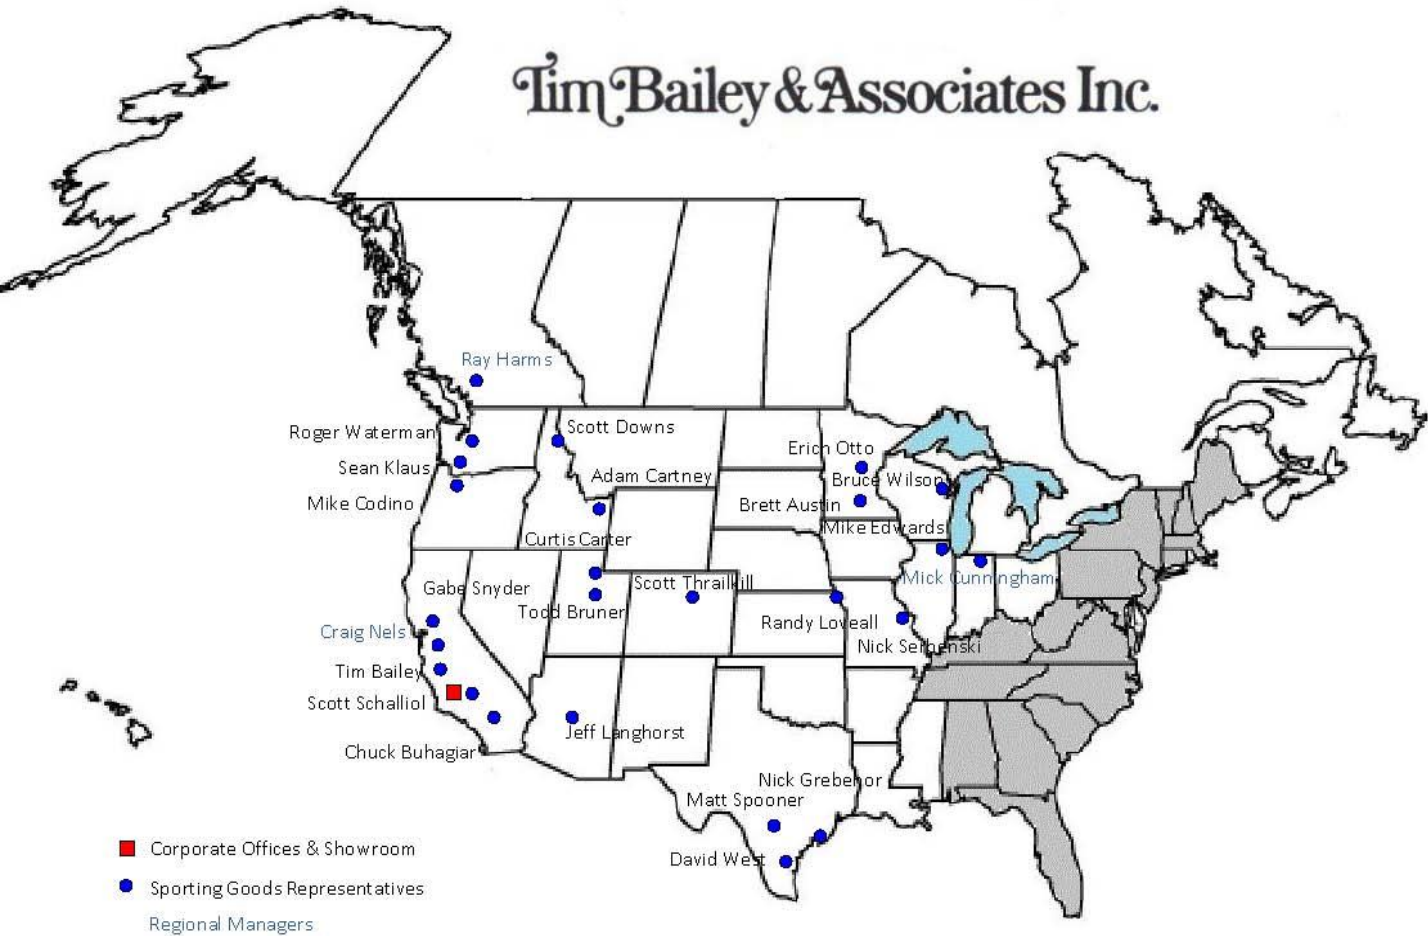 Tim Bailey & Associates Inc.
Ray Harms
Roger Waterman
Scott Downs
Sean Klaus
Erich Otto
Adam Cartney
Bruce Wilson
Mike Codino
Brett Austin
Mike Edwards
Curtis Carter
Gabe Snyder
Scott Thrailkill
Mick Cunningham
Todd Bruner
Craig Nels
Randy Loveall
Nick Serbenski
Tim Bailey
Scott Schalliol
Jeff Langhorst
Chuck Buhagiar
Nick Grebenor
Matt Spooner
David West
Corporate Offices & Showroom
Sporting Goods Representatives
Regional Managers